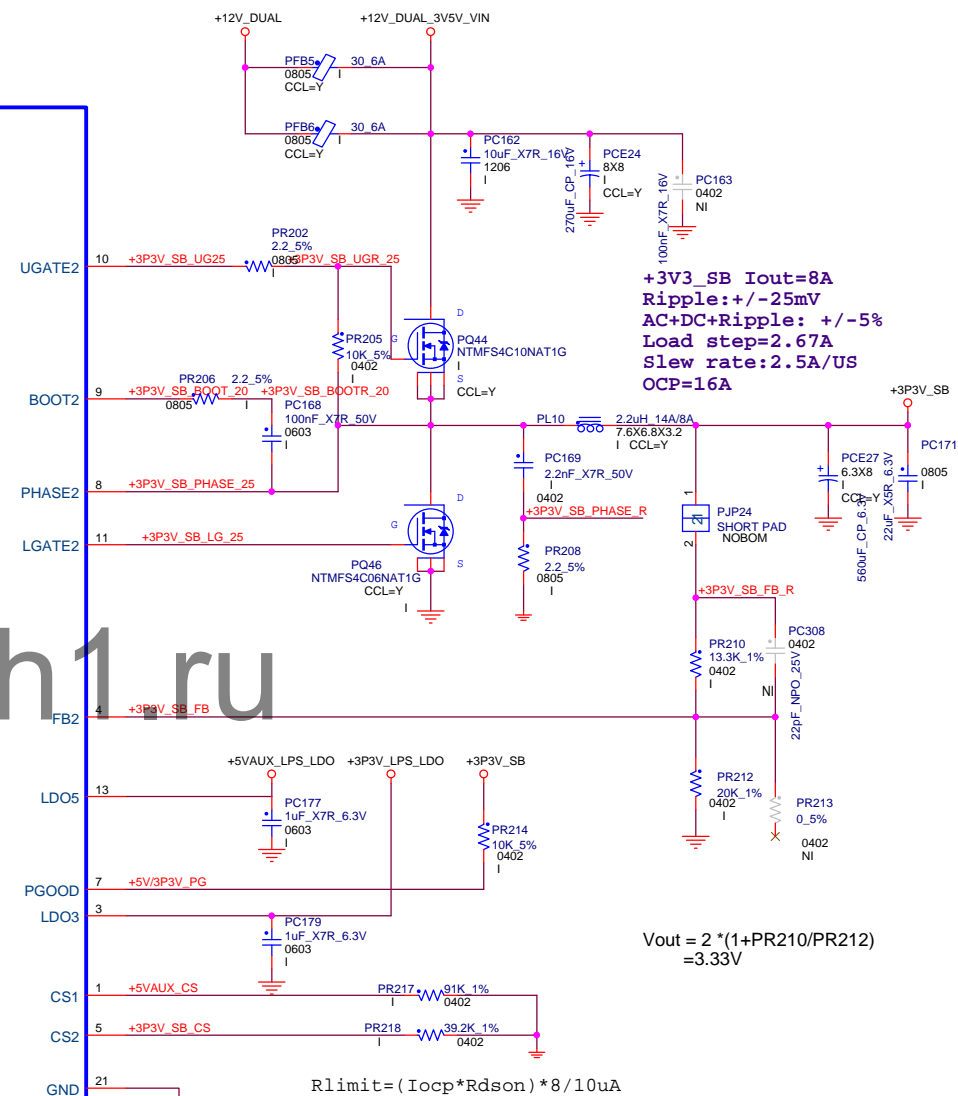 +12V_DUAL
+12V_DUAL_3V5V_VIN
PFB5 30_6A
0805 I
CCL=Y
PFB6 30_6A
0805 I
CCL=Y
PC162
10uF_X7R_16V
1206
I
270uF_CP_16V
PCE24
8X8
I
CCL=Y
100nF_X7R_16V
PC163
0402
NI
+3V3_SB Iout=8A
Ripple:+/-25mV
AC+DC+Ripple: +/-5%
Load step=2.67A
Slew rate:2.5A/US
OCP=16A
UGATE2 10 +3P3V_SB_UG25
PR202
2.2_5%
0805
I
+3P3V_SB_UGR_25
PR205
10K_5%
0402
I
D
G
S
PQ44
NTMFS4C10NAT1G
I
CCL=Y
BOOT2 9 +3P3V_SB_BOOT_20
PR206 2.2_5%
0805 I
+3P3V_SB_BOOTR_20
PC168
100nF_X7R_50V
0603
I
PHASE2 8 +3P3V_SB_PHASE_25
PL10 2.2uH_14A/8A
7.6X6.8X3.2
I CCL=Y
+3P3V_SB
PC169
2.2nF_X7R_50V
I
0402
+3P3V_SB_PHASE_R
PR208
2.2_5%
0805
I
PCE27
6.3X8
I
CCL=Y
560uF_CP_6.3V
PC171
0805
I
22uF_X5R_6.3V
LGATE2 11 +3P3V_SB_LG_25
D
G
S
PQ46
NTMFS4C06NAT1G
CCL=Y
I
1
21
2
PJP24
SHORT PAD
NOBOM
+3P3V_SB_FB_R
PR210
13.3K_1%
0402
I
PC308
0402
NI
22pF_NPO_25V
h1.ru
FB2 4 +3P3V_SB_FB
PR212
20K_1%
0402
I
PR213
0_5%
0402
NI
+5VAUX_LPS_LDO +3P3V_LPS_LDO +3P3V_SB
LDO5 13
PC177
1uF_X7R_6.3V
0603
I
PR214
10K_5%
0402
I
PGOOD 7 +5V/3P3V_PG
LDO3 3
PC179
1uF_X7R_6.3V
0603
I
Vout = 2 *(1+PR210/PR212)
=3.33V
CS1 1 +5VAUX_CS PR217 91K_1%
I 0402
CS2 5 +3P3V_SB_CS PR218 39.2K_1%
I 0402
GND 21
Rlimit=(Iocp*Rdson)*8/10uA